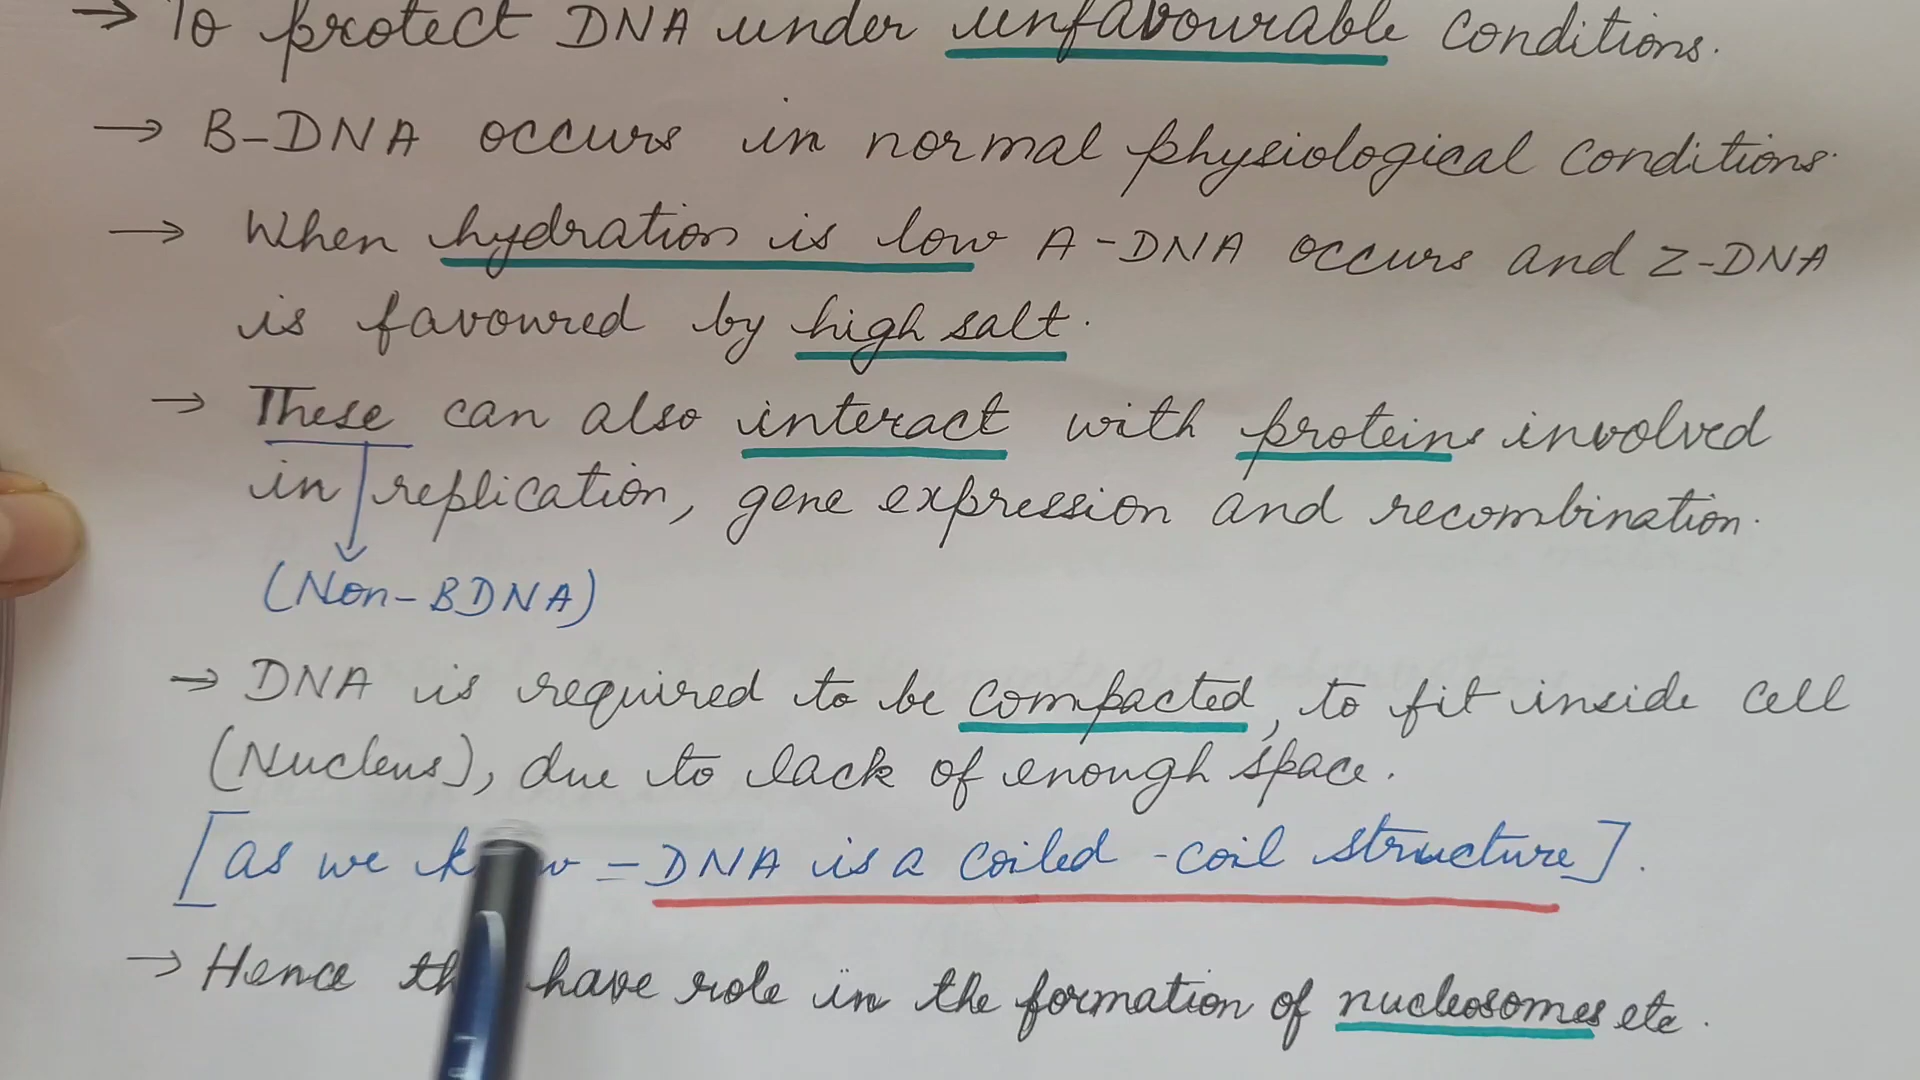 → To protect DNA under unfavourable conditions.
→ B-DNA occurs in normal physiological conditions.
→ When hydration is low A-DNA occurs and Z-DNA
is favoured by high salt.
→ These can also interact with proteins involved
in replication, gene expression and recombination.
(Non-BDNA)
→ DNA is required to be compacted, to fit inside cell
(Nucleus), due to lack of enough space.
[as we = DNA is a coiled-coil structure].
→ Hence have role in the formation of nucleosomes etc.